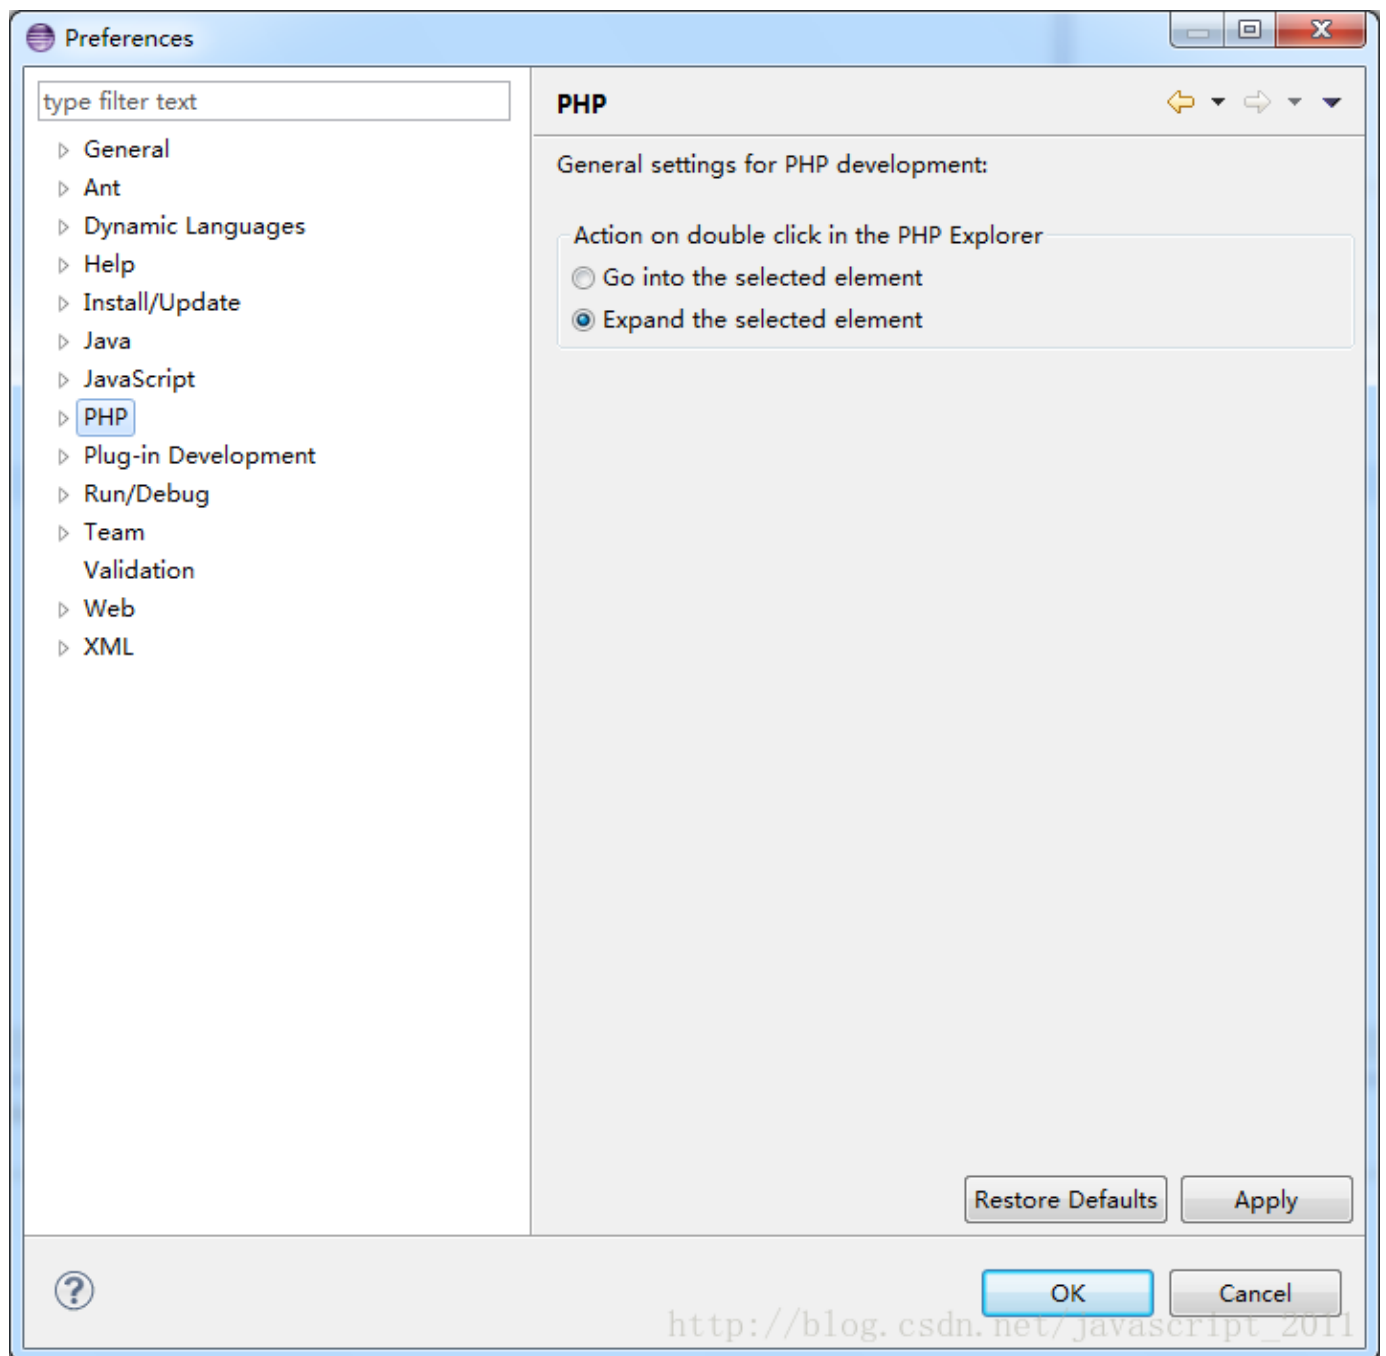 Preferences
type filter text
General
Ant
Dynamic Languages
Help
Install/Update
Java
JavaScript
PHP
Plug-in Development
Run/Debug
Team
Validation
Web
XML
PHP
General settings for PHP development:
Action on double click in the PHP Explorer
Go into the selected element
Expand the selected element
Restore Defaults
Apply
OK
Cancel
http://blog.csdn.net/javascript_2011